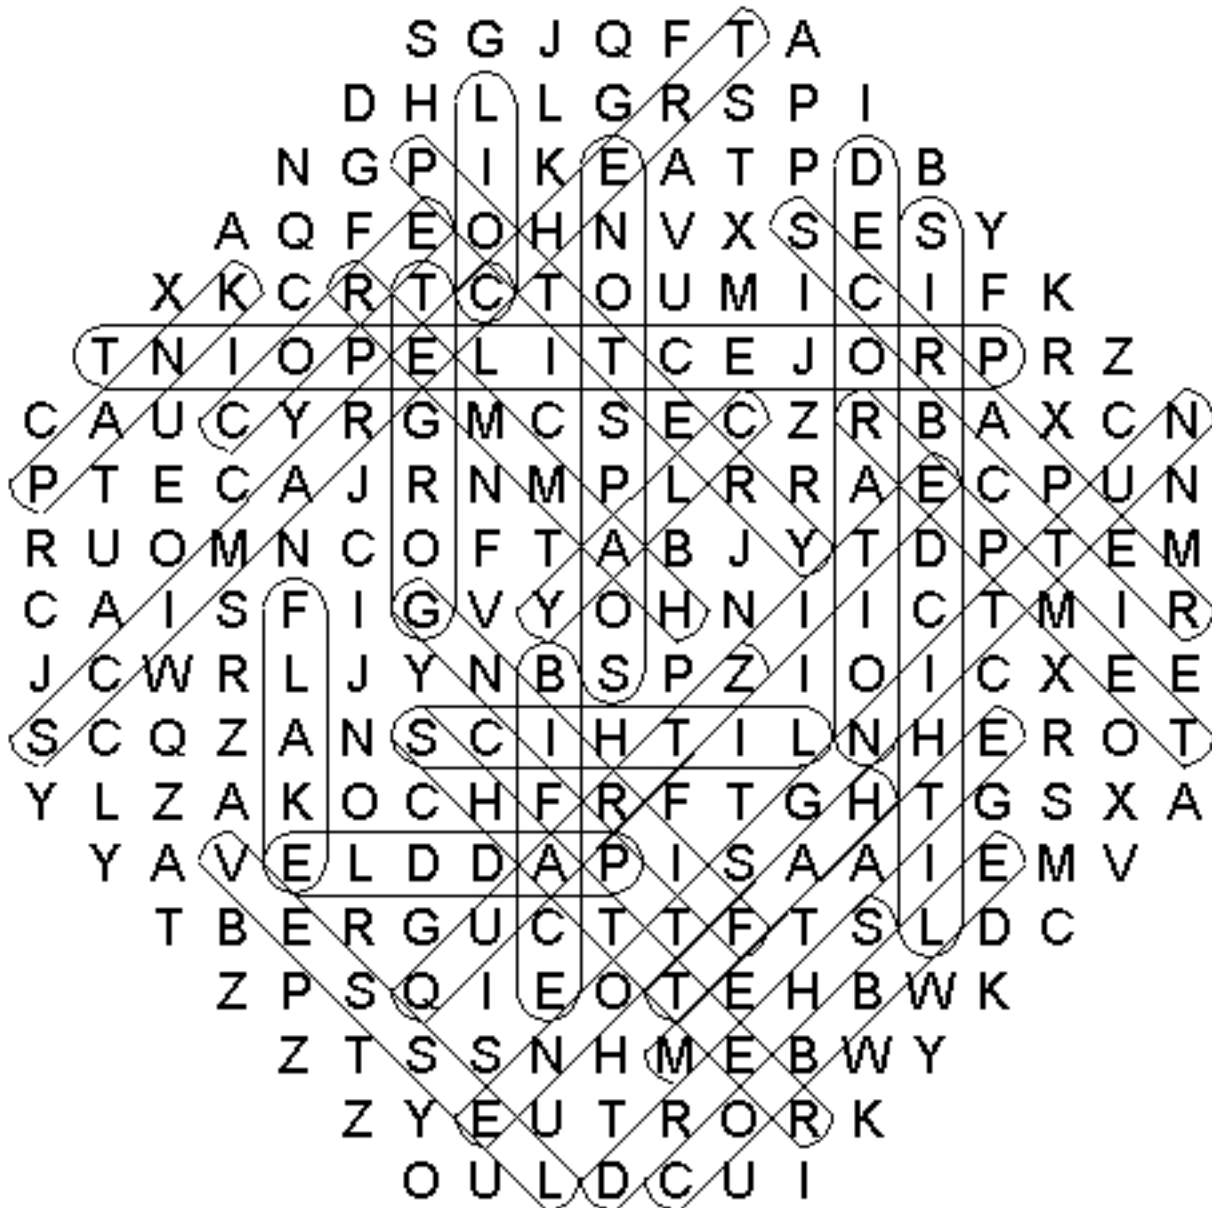 S G J Q F T A
D H L L G R S P I
N G P I K E A T P D B
A Q F E O H N V X S E S Y
X K C R T C T O U M I C I F K
T N I O P E L I T C E J O R P R Z
C A U C Y R G M C S E C Z R B A X C N
P T E C A J R N M P L R R A E C P U N
R U O M N C O F T A B J Y T D P T E M
C A I S F I G V Y O H N I I C T M I R
J C W R L J Y N B S P Z I O I C X E E
S C Q Z A N S C I H T I L N H E R O T
Y L Z A K O C H F R F T G H T G S X A
Y A V E L D D A P I S A A I E M V
T B E R G U C T T F T S L D C
Z P S Q I E O T E H B W K
Z T S S N H M E B W Y
Z Y E U T R O R K
O U L D C U I